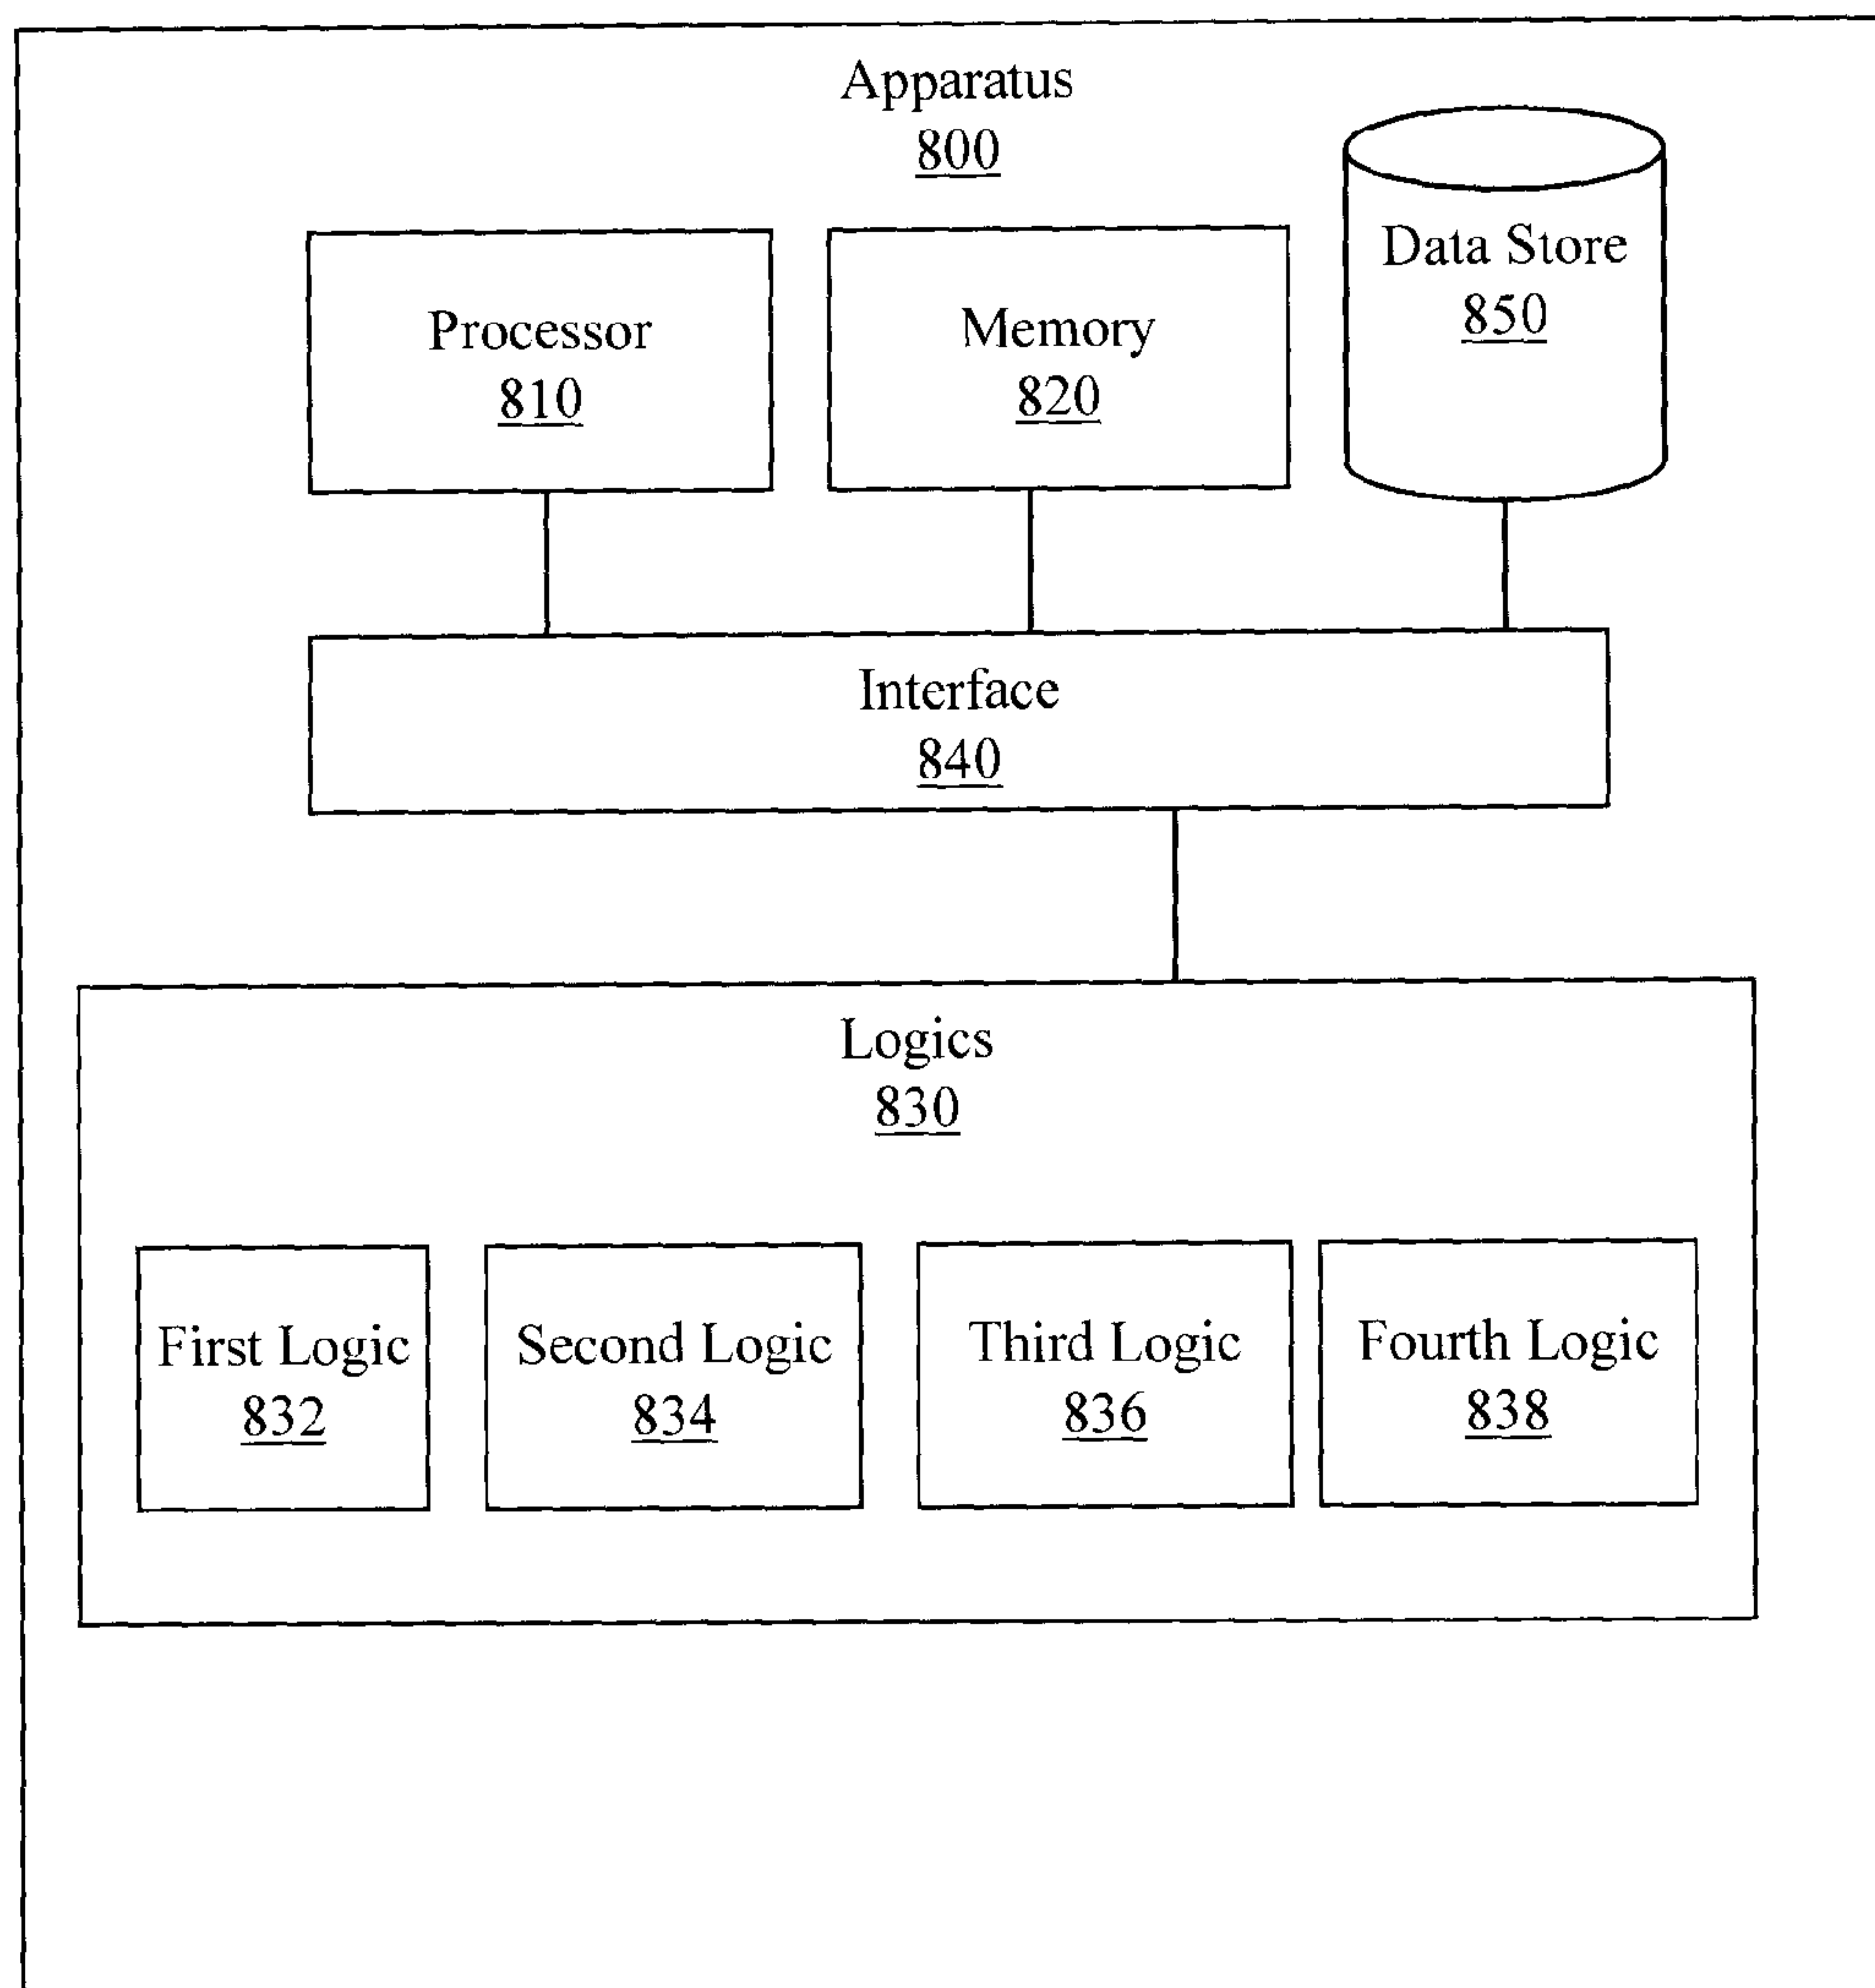 Apparatus
800
Processor
810
Memory
820
Data Store
850
Interface
840
Logics
830
First Logic
832
Second Logic
834
Third Logic
836
Fourth Logic
838